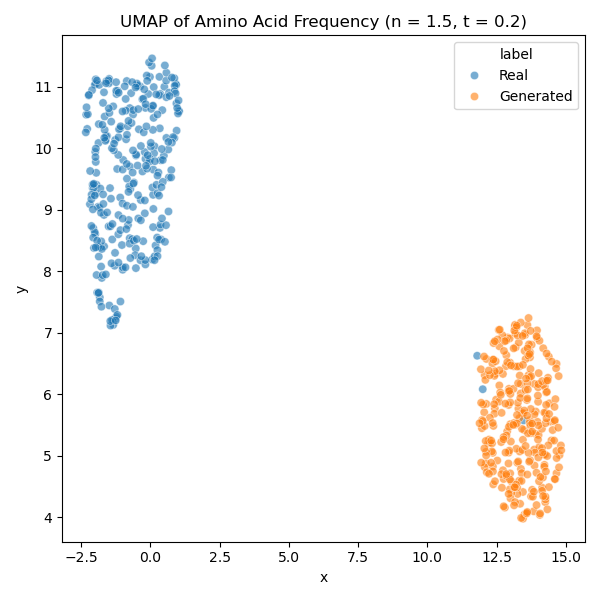 UMAP of Amino Acid Frequency (n = 1.5, t = 0.2)
label
Real
Generated
11
10
9
8
7
6
5
4
y
−2.5 0.0 2.5 5.0 7.5 10.0 12.5 15.0
x